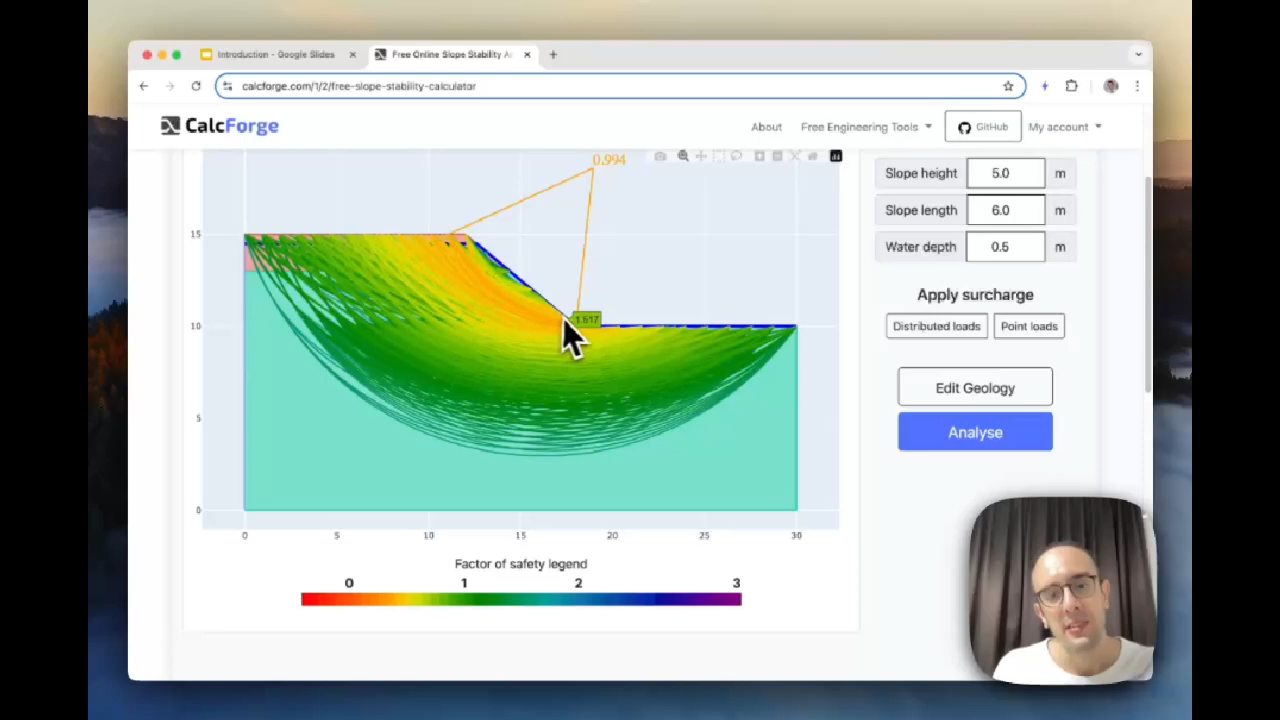 Introduction - Google Slides
Free Online Slope Stability A
calcforge.com/1/2/free-slope-stability-calculator
CalcForge
About
Free Engineering Tools
GitHub
My account
0.994
15
10
5
0
0 5 10 15 20 25 30
Factor of safety legend
0 1 2 3
Slope height 5.0 m
Slope length 6.0 m
Water depth 0.5 m
Apply surcharge
Distributed loads
Point loads
Edit Geology
Analyse